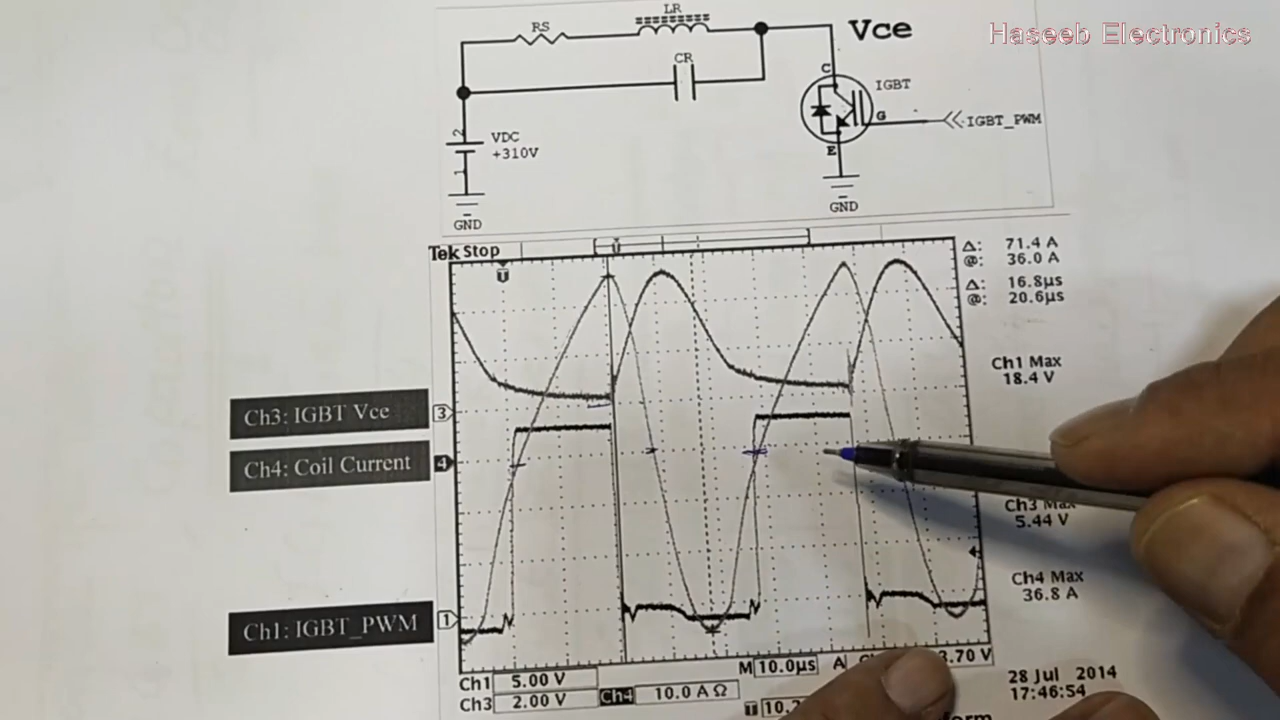 Haseeb Electronics
LR
RS
Vce
CR
C
IGBT
G
IGBT_PWM
2
VDC
+310V
1
E
GND
GND
Tek Stop
U
U
Δ: 71.4 A
@: 36.0 A
Δ: 16.8µs
@: 20.6µs
Ch1 Max
18.4 V
Ch3: IGBT Vce
3
Ch4: Coil Current
4
Ch3 Max
5.44 V
Ch4 Max
36.8 A
Ch1: IGBT_PWM
1
Ch1 5.00 V
M 10.0µs A
3.70 V
Ch3 2.00 V Ch4 10.0 A Ω
28 Jul 2014
17:46:54